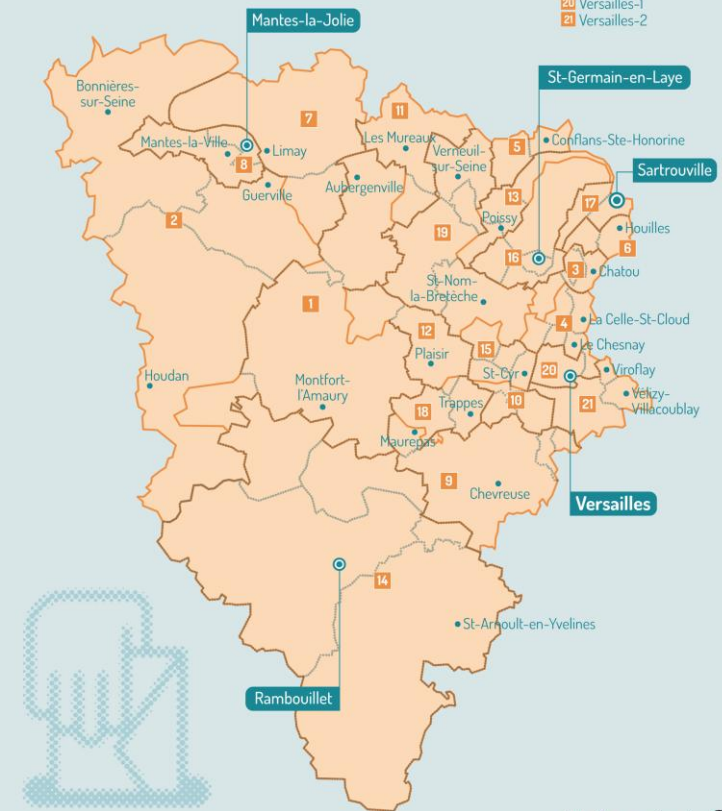 20 Versailles-1
21 Versailles-2
Mantes-la-Jolie
St-Germain-en-Laye
Bonnières-
sur-Seine
7
11
Mantes-la-Ville
8
Limay
Les Mureaux
Verneuil-
sur-Seine
5
Conflans-Ste-Honorine
Sartrouville
Guerville
Aubergenville
13
17
2
19
Poissy
Houilles
16
6
3
Chatou
1
St-Nom-
la-Bretèche
4
La Celle-St-Cloud
12
Plaisir
15
Le Chesnay
Houdan
Montfort-
l'Amaury
St-Cyr
20
Viroflay
Trappes
10
21
Vélizy-
Villacoublay
18
Maurepas
9
Chevreuse
Versailles
14
St-Arnoult-en-Yvelines
Rambouillet